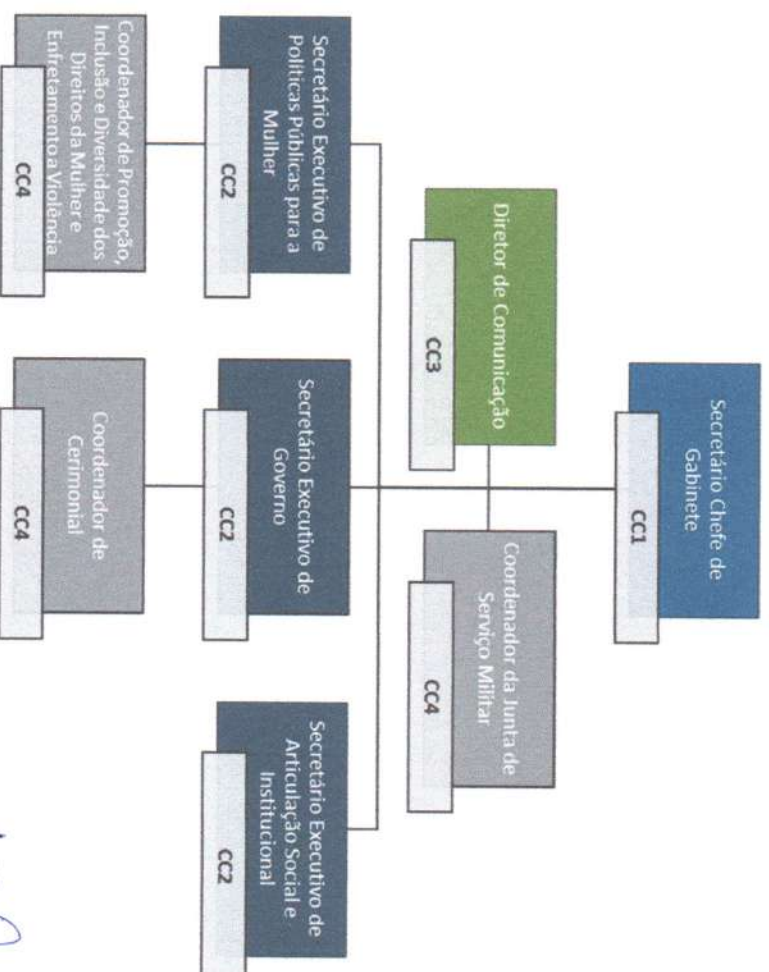 Secretário Chefe de
Gabinete
CC1
Diretor de Comunicação
CC3
Coordenador da Junta de
Serviço Militar
CC4
Secretário Executivo de
Políticas Públicas para a
Mulher
CC2
Secretário Executivo de
Governo
CC2
Secretário Executivo de
Articulação Social e
Institucional
CC2
Coordenador de Promoção,
Inclusão e Diversidade dos
Direitos da Mulher e
Enfretamento a Violência
CC4
Coordenador de
Cerimonial
CC4